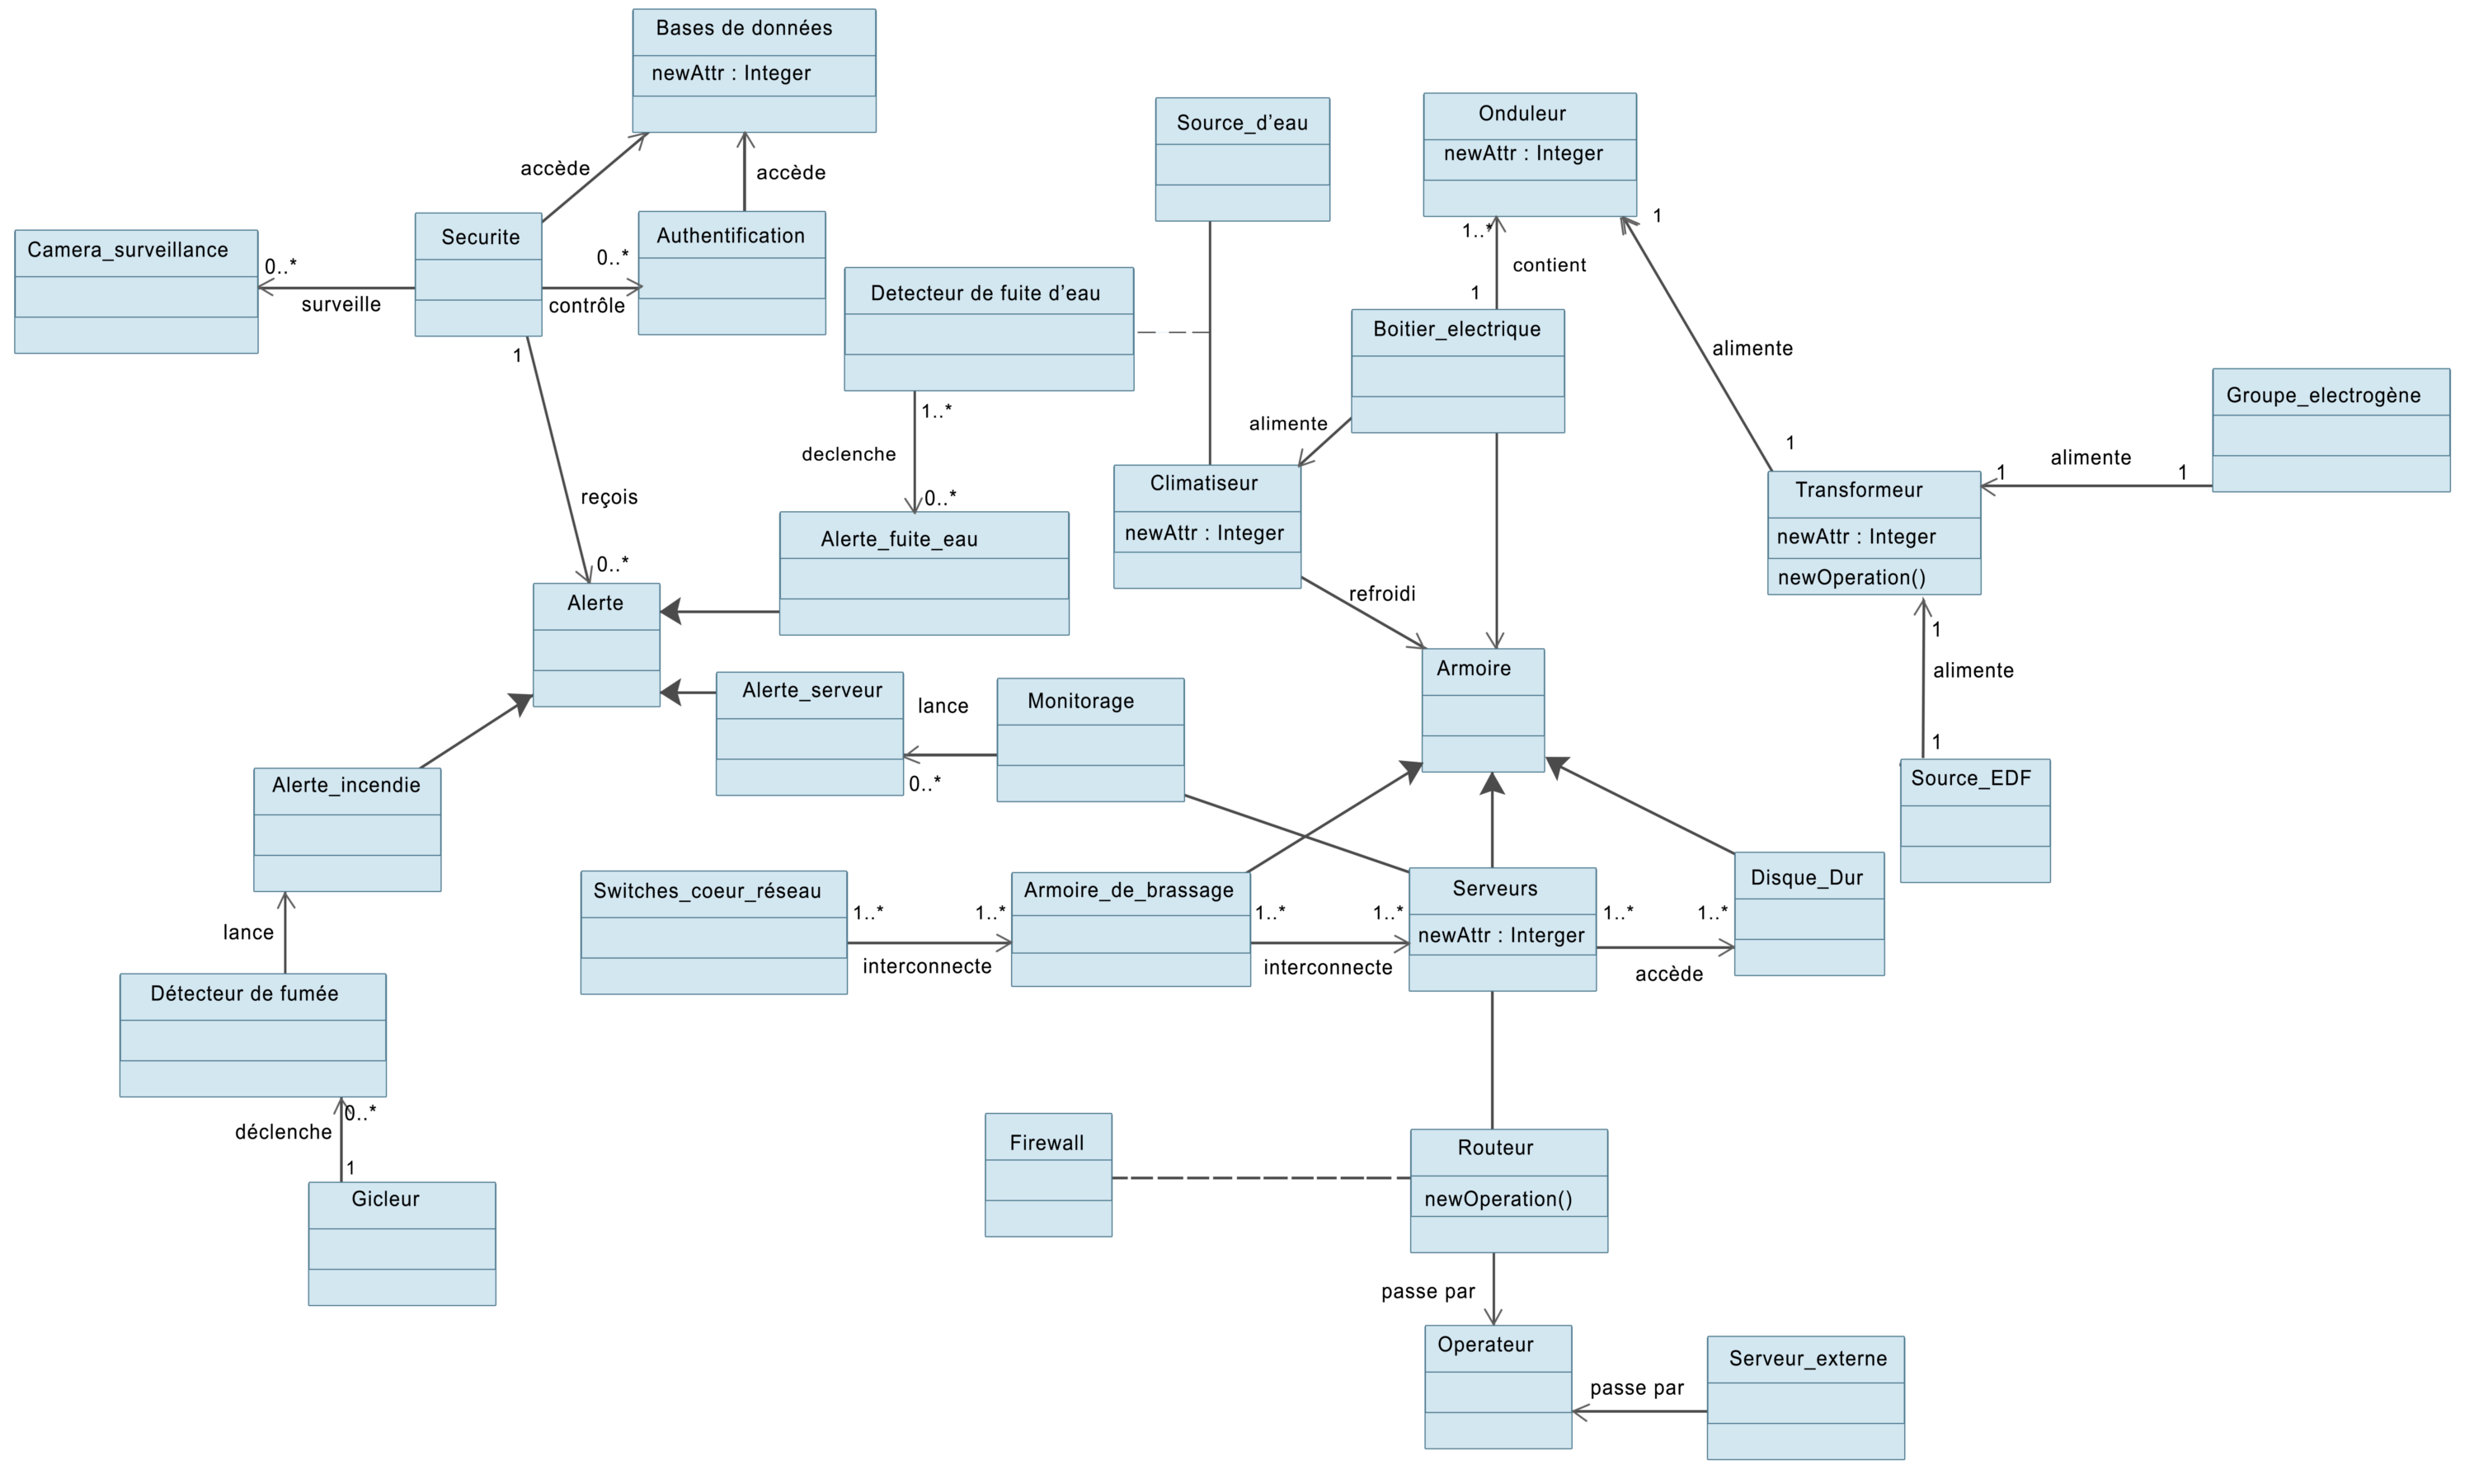 Bases de données
newAttr : Integer
accède
accède
Source_d’eau
Onduleur
newAttr : Integer
1
1..*
contient
1
Camera_surveillance
0..*
surveille
Securite
0..*
contrôle
Authentification
1
reçois
0..*
Detecteur de fuite d’eau
1..*
declenche
0..*
Boitier_electrique
alimente
alimente
1
Groupe_electrogène
alimente
1
1
Transformeur
newAttr : Integer
newOperation()
1
alimente
1
Source_EDF
Climatiseur
newAttr : Integer
refroidi
Alerte_fuite_eau
Alerte
Alerte_serveur
lance
0..*
Monitorage
Armoire
Alerte_incendie
lance
Détecteur de fumée
0..*
déclenche
1
Gicleur
Switches_coeur_réseau
1..*
1..*
interconnecte
Armoire_de_brassage
1..*
1..*
interconnecte
Serveurs
newAttr : Interger
1..*
1..*
accède
Disque_Dur
Firewall
Routeur
newOperation()
passe par
Operateur
passe par
Serveur_externe